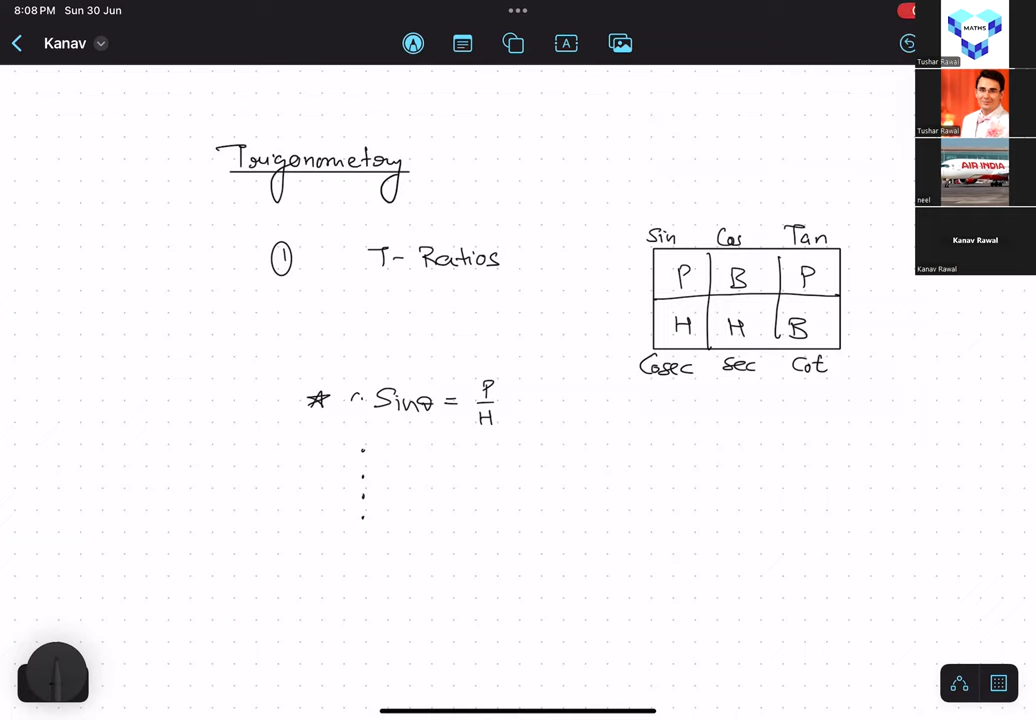 8:08 PM Sun 30 Jun
Kanav
A
MATHS
Tushar Rawal
Tushar Rawal
AIR INDIA
neel
Kanav Rawal
Kanav Rawal
Trigonometory
1 T- Ratios
Sin Cos Tan
P B P
H H B
Cosec Sec Cot
Sinθ = P
H